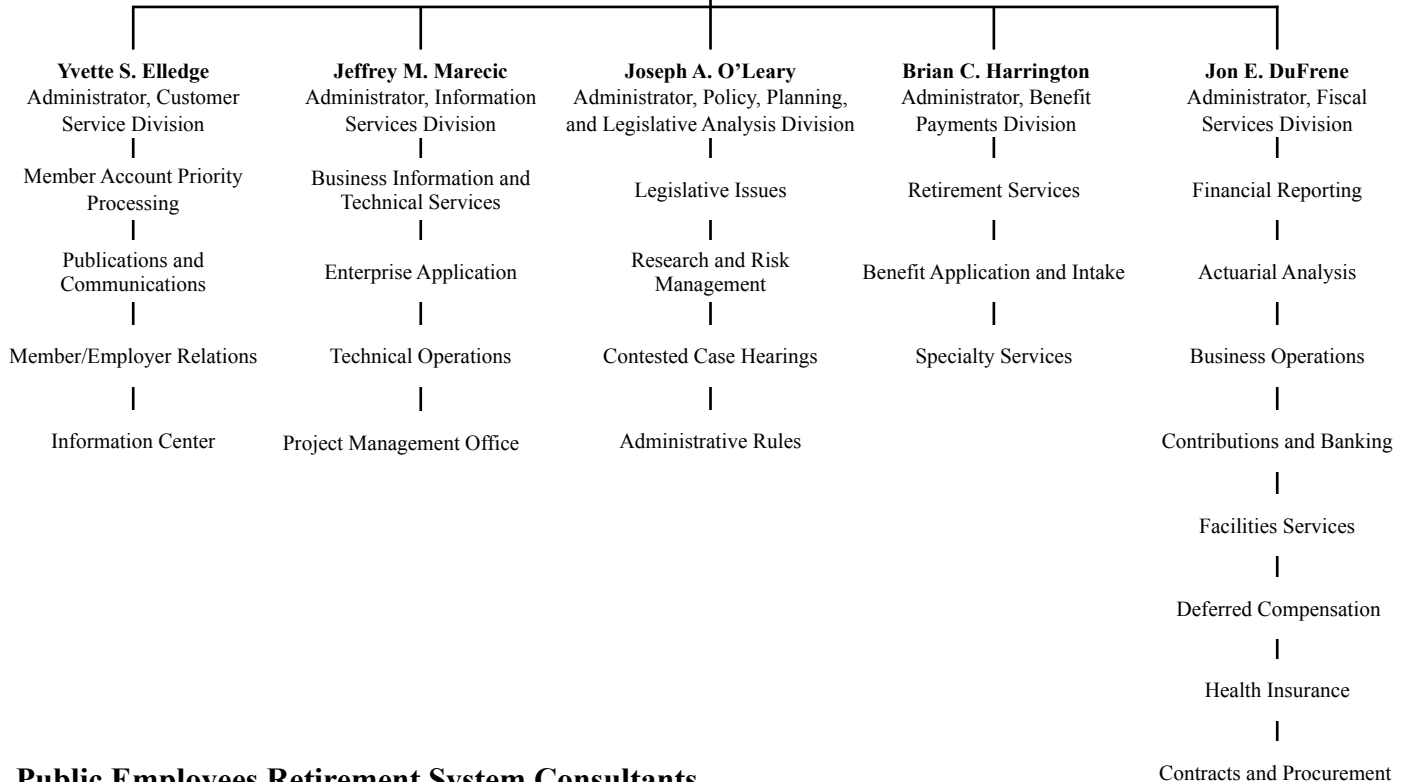 Yvette S. Elledge
Administrator, Customer
Service Division
Member Account Priority
Processing
Publications and
Communications
Member/Employer Relations
Information Center
Jeffrey M. Marecic
Administrator, Information
Services Division
Business Information and
Technical Services
Enterprise Application
Technical Operations
Project Management Office
Joseph A. O’Leary
Administrator, Policy, Planning,
and Legislative Analysis Division
Legislative Issues
Research and Risk
Management
Contested Case Hearings
Administrative Rules
Brian C. Harrington
Administrator, Benefit
Payments Division
Retirement Services
Benefit Application and Intake
Specialty Services
Jon E. DuFrene
Administrator, Fiscal
Services Division
Financial Reporting
Actuarial Analysis
Business Operations
Contributions and Banking
Facilities Services
Deferred Compensation
Health Insurance
Contracts and Procurement
Public Employees Retirement System Consultants